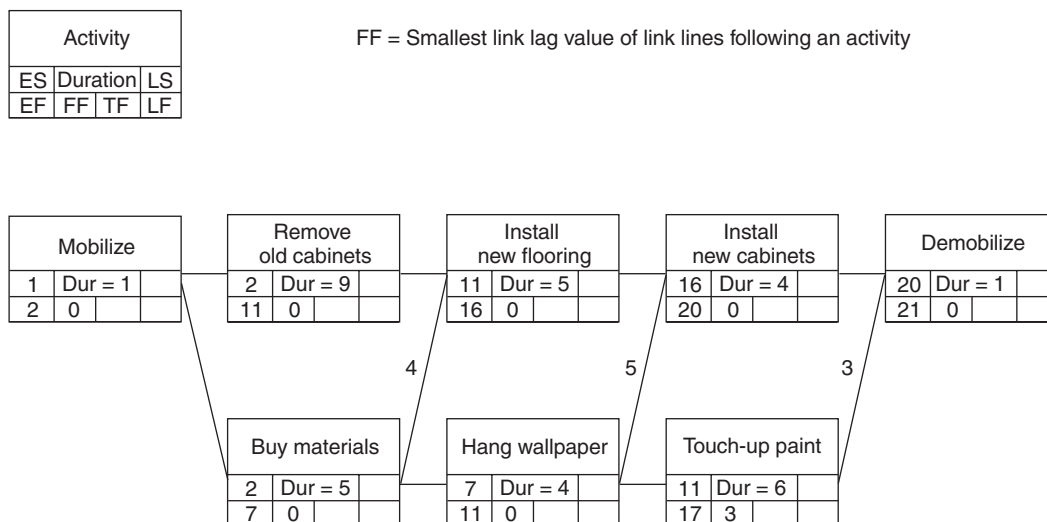 Activity
FF = Smallest link lag value of link lines following an activity
ES Duration LS
EF FF TF LF
Mobilize
1 Dur = 1
2 0
Remove
old cabinets
2 Dur = 9
11 0
Install
new flooring
11 Dur = 5
16 0
Install
new cabinets
16 Dur = 4
20 0
Demobilize
20 Dur = 1
21 0
4
5
3
Buy materials
2 Dur = 5
7 0
Hang wallpaper
7 Dur = 4
11 0
Touch-up paint
11 Dur = 6
17 3